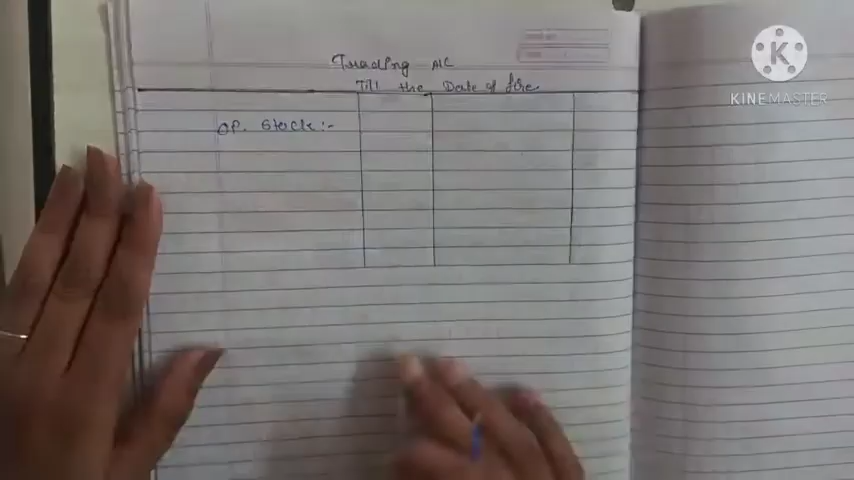 Trading A/C
Till the Date of fire
OP. Stock :-
K
KINEMASTER